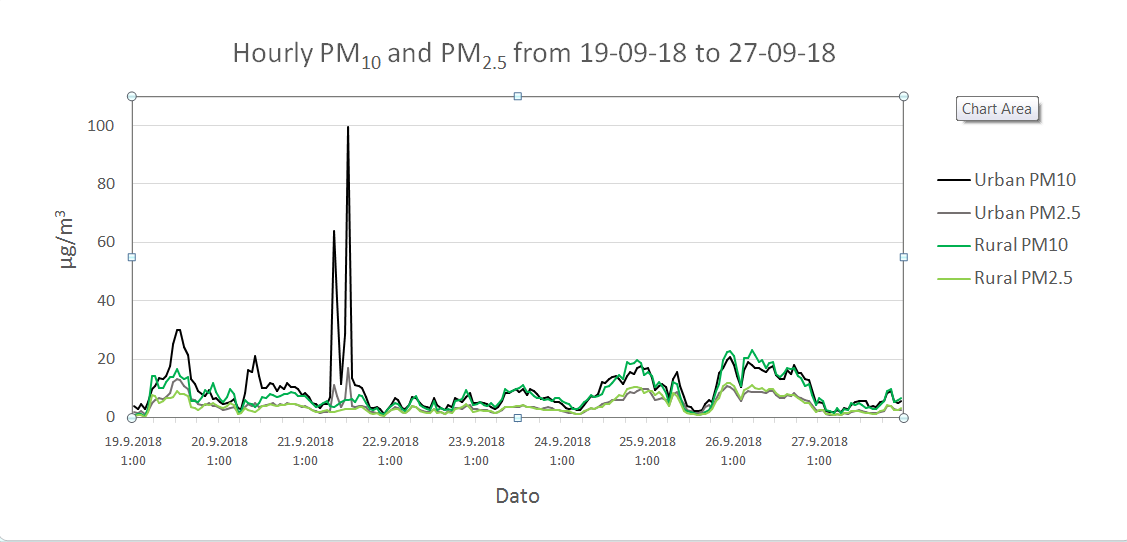 Hourly PM10 and PM2.5 from 19-09-18 to 27-09-18
Chart Area
100
80
60
40
20
0
µg/m³
Urban PM10
Urban PM2.5
Rural PM10
Rural PM2.5
19.9.2018 20.9.2018 21.9.2018 22.9.2018 23.9.2018 24.9.2018 25.9.2018 26.9.2018 27.9.2018
1:00 1:00 1:00 1:00 1:00 1:00 1:00 1:00 1:00
Dato